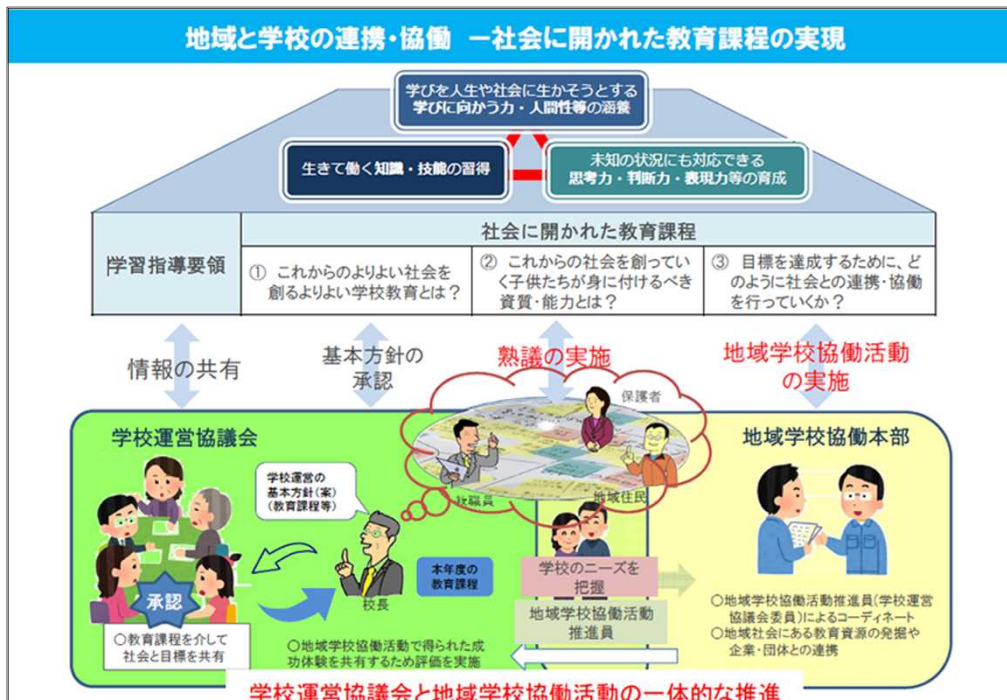 地域と学校の連携・協働　ー社会に開かれた教育課程の実現
学びを人生や社会に生かそうとする
学びに向かう力・人間性等の涵養
生きて働く知識・技能の習得
未知の状況にも対応できる
思考力・判断力・表現力等の育成
学習指導要領
社会に開かれた教育課程
①　これからのよりよい社会を
創るよりよい学校教育とは？
②　これからの社会を創ってい
く子供たちが身に付けるべき
資質・能力とは？
③　目標を達成するために、ど
のように社会との連携・協働
を行っていくか？
情報の共有
基本方針の
承認
熟議の実施
地域学校協働活動
の実施
学校運営協議会
学校運営の
基本方針（案）
（教育課程等）
保護者
教職員
地域住民
地域学校協働本部
校長
本年度の
教育課程
学校のニーズを
把握
地域学校協働活動
推進員
承認
○教育課程を介して
社会と目標を共有
○地域学校協働活動で得られた成
功体験を共有するため評価を実施
○地域学校協働活動推進員（学校運営
協議会委員）によるコーディネート
○地域社会にある教育資源の発掘や
企業・団体との連携
学校運営協議会と地域学校協働活動の一体的な推進